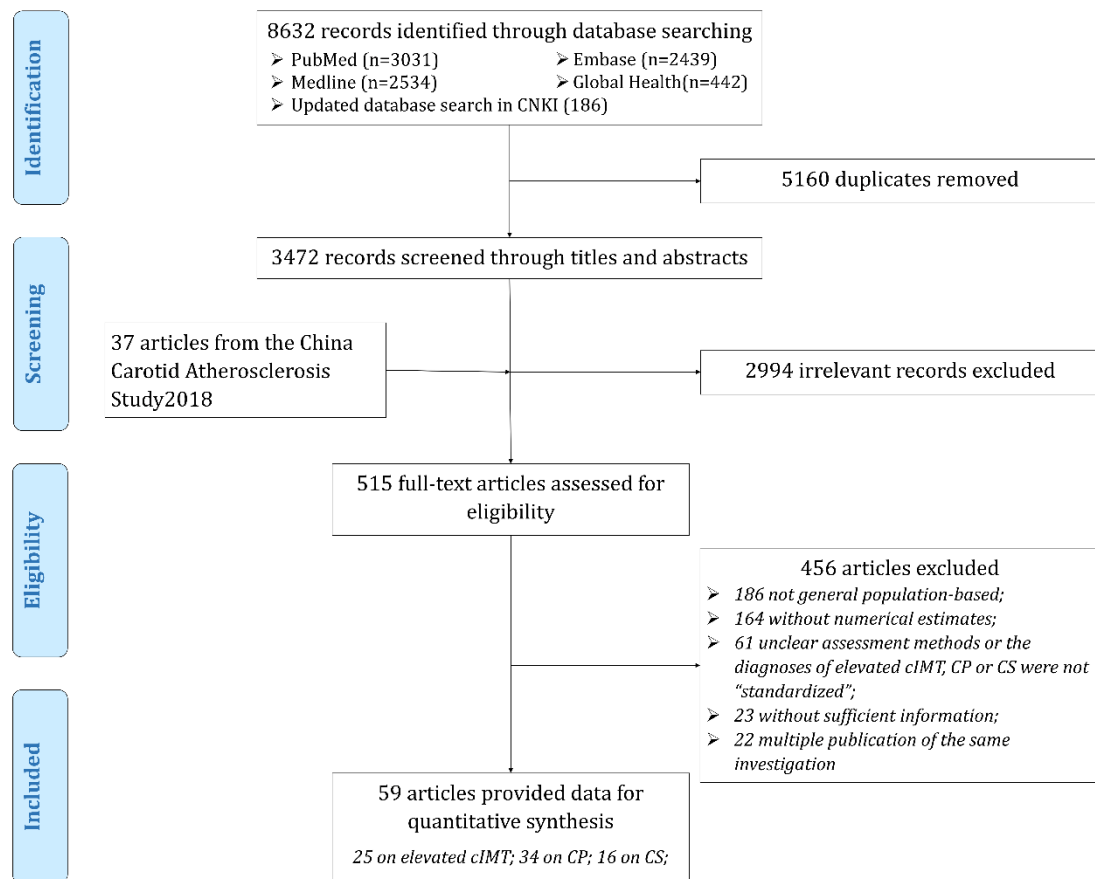 Identification
8632 records identified through database searching
➢ PubMed (n=3031)
➢ Embase (n=2439)
➢ Medline (n=2534)
➢ Global Health(n=442)
➢ Updated database search in CNKI (186)
5160 duplicates removed
Screening
3472 records screened through titles and abstracts
37 articles from the China
Carotid Atherosclerosis
Study2018
2994 irrelevant records excluded
Eligibility
515 full-text articles assessed for
eligibility
456 articles excluded
➢ 186 not general population-based;
➢ 164 without numerical estimates;
➢ 61 unclear assessment methods or the
diagnoses of elevated cIMT, CP or CS were not
“standardized”;
➢ 23 without sufficient information;
➢ 22 multiple publication of the same
investigation
Included
59 articles provided data for
quantitative synthesis
25 on elevated cIMT; 34 on CP; 16 on CS;